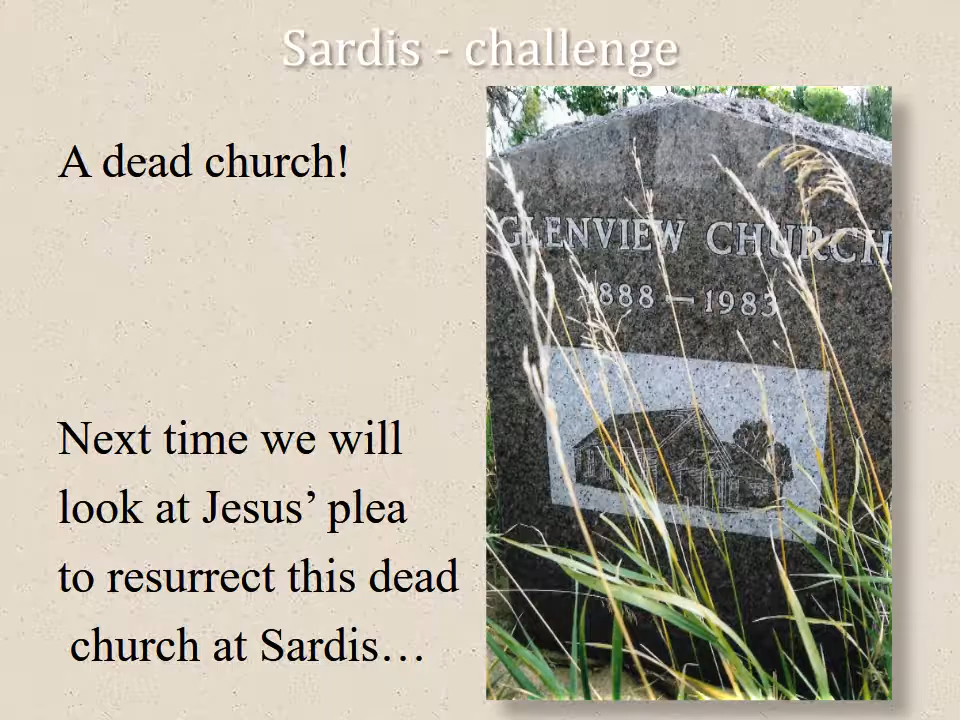 Sardis - challenge
A dead church!
Next time we will
look at Jesus’ plea
to resurrect this dead
church at Sardis…
GLENVIEW CHURCH
1888 – 1983